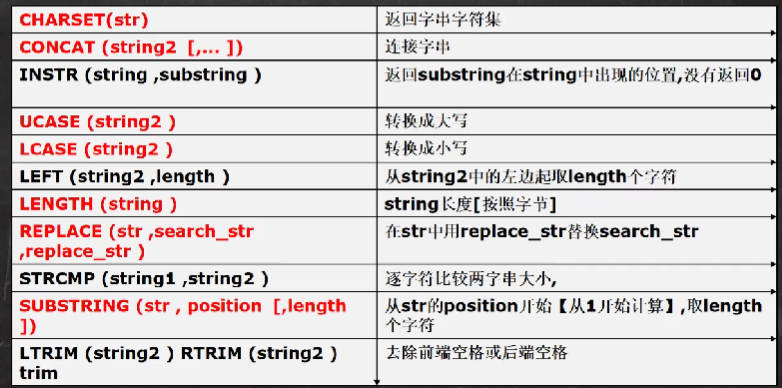 CHARSET(str) 返回字串字符集
CONCAT (string2 [,... ]) 连接字串
INSTR (string ,substring ) 返回substring在string中出现的位置,没有返回0
UCASE (string2 ) 转换成大写
LCASE (string2 ) 转换成小写
LEFT (string2 ,length ) 从string2中的左边起取length个字符
LENGTH (string ) string长度[按照字节]
REPLACE (str ,search_str
,replace_str )
在str中用replace_str替换search_str
STRCMP (string1 ,string2 ) 逐字符比较两字串大小,
SUBSTRING (str , position [,length
])
从str的position开始【从1开始计算】,取length
个字符
LTRIM (string2 ) RTRIM (string2 )
trim
去除前端空格或后端空格